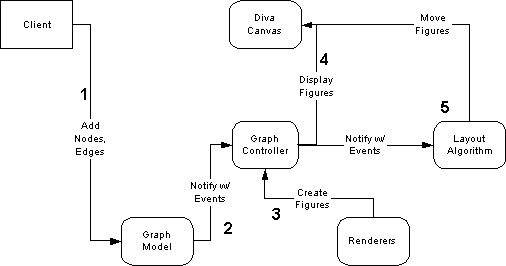 Client
Diva
Canvas
Move
Figures
1
4
Display
Figures
Add
Nodes,
Edges
Graph
Controller
Notify w/
Events
5
Layout
Algorithm
Notify w/
Events
2
Create
Figures
3
Graph
Model
Renderers